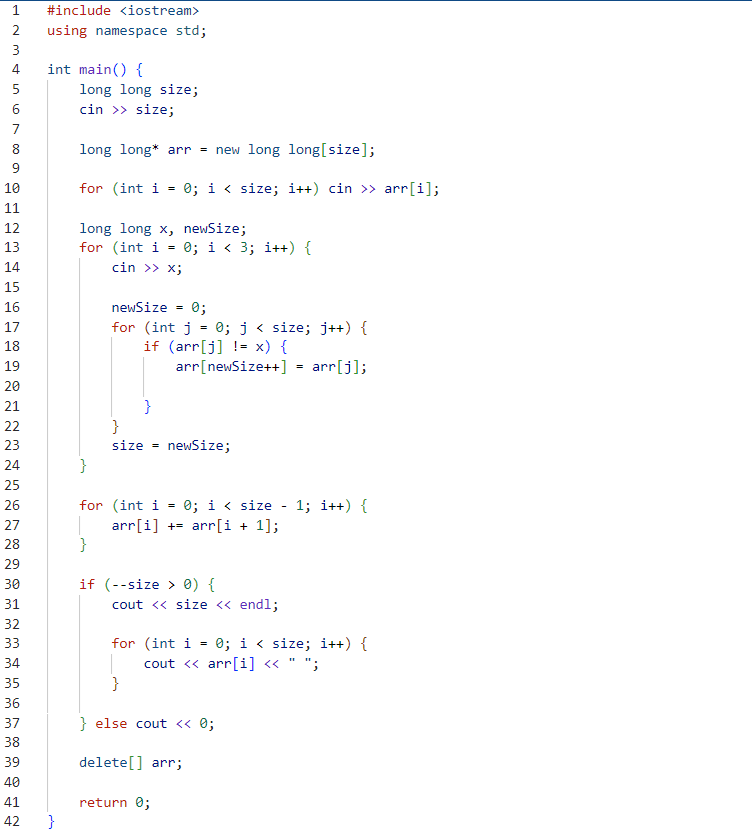 1 #include <iostream>
2 using namespace std;
3
4 int main() {
5     long long size;
6     cin >> size;
7
8     long long* arr = new long long[size];
9
10     for (int i = 0; i < size; i++) cin >> arr[i];
11
12     long long x, newSize;
13     for (int i = 0; i < 3; i++) {
14         cin >> x;
15
16         newSize = 0;
17         for (int j = 0; j < size; j++) {
18             if (arr[j] != x) {
19                 arr[newSize++] = arr[j];
20
21             }
22         }
23         size = newSize;
24     }
25
26     for (int i = 0; i < size - 1; i++) {
27         arr[i] += arr[i + 1];
28     }
29
30     if (--size > 0) {
31         cout << size << endl;
32
33         for (int i = 0; i < size; i++) {
34             cout << arr[i] << " ";
35         }
36
37     } else cout << 0;
38
39     delete[] arr;
40
41     return 0;
42 }